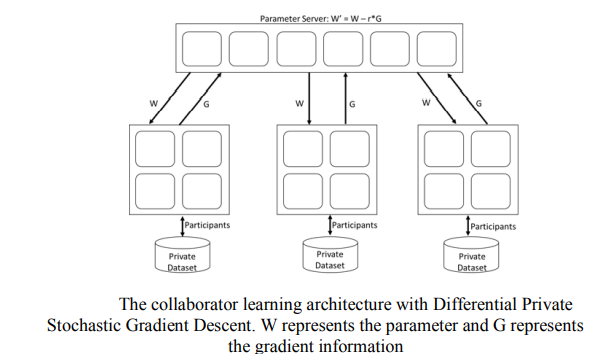 Parameter Server: W' = W – r*G
W G W G W G
Participants Participants Participants
Private Private Private
Dataset Dataset Dataset
The collaborator learning architecture with Differential Private
Stochastic Gradient Descent. W represents the parameter and G represents
the gradient information